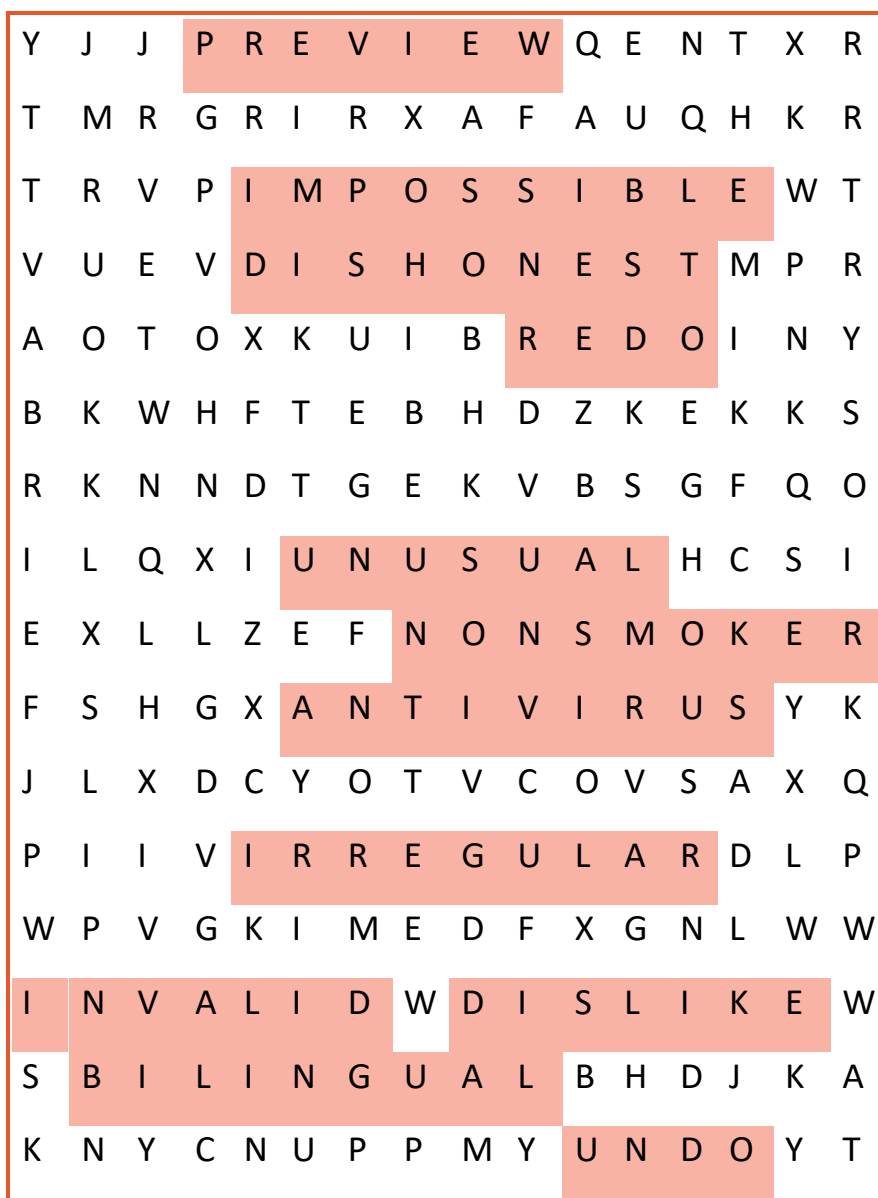 Y J J P R E V I E W Q E N T X R
T M R G R I R X A F A U Q H K R
T R V P I M P O S S I B L E W T
V U E V D I S H O N E S T M P R
A O T O X K U I B R E D O I N Y
B K W H F T E B H D Z K E K K S
R K N N D T G E K V B S G F Q O
I L Q X I U N U S U A L H C S I
E X L L Z E F N O N S M O K E R
F S H G X A N T I V I R U S Y K
J L X D C Y O T V C O V S A X Q
P I I V I R R E G U L A R D L P
W P V G K I M E D F X G N L W W
I N V A L I D W D I S L I K E W
S B I L I N G U A L B H D J K A
K N Y C N U P P M Y U N D O Y T